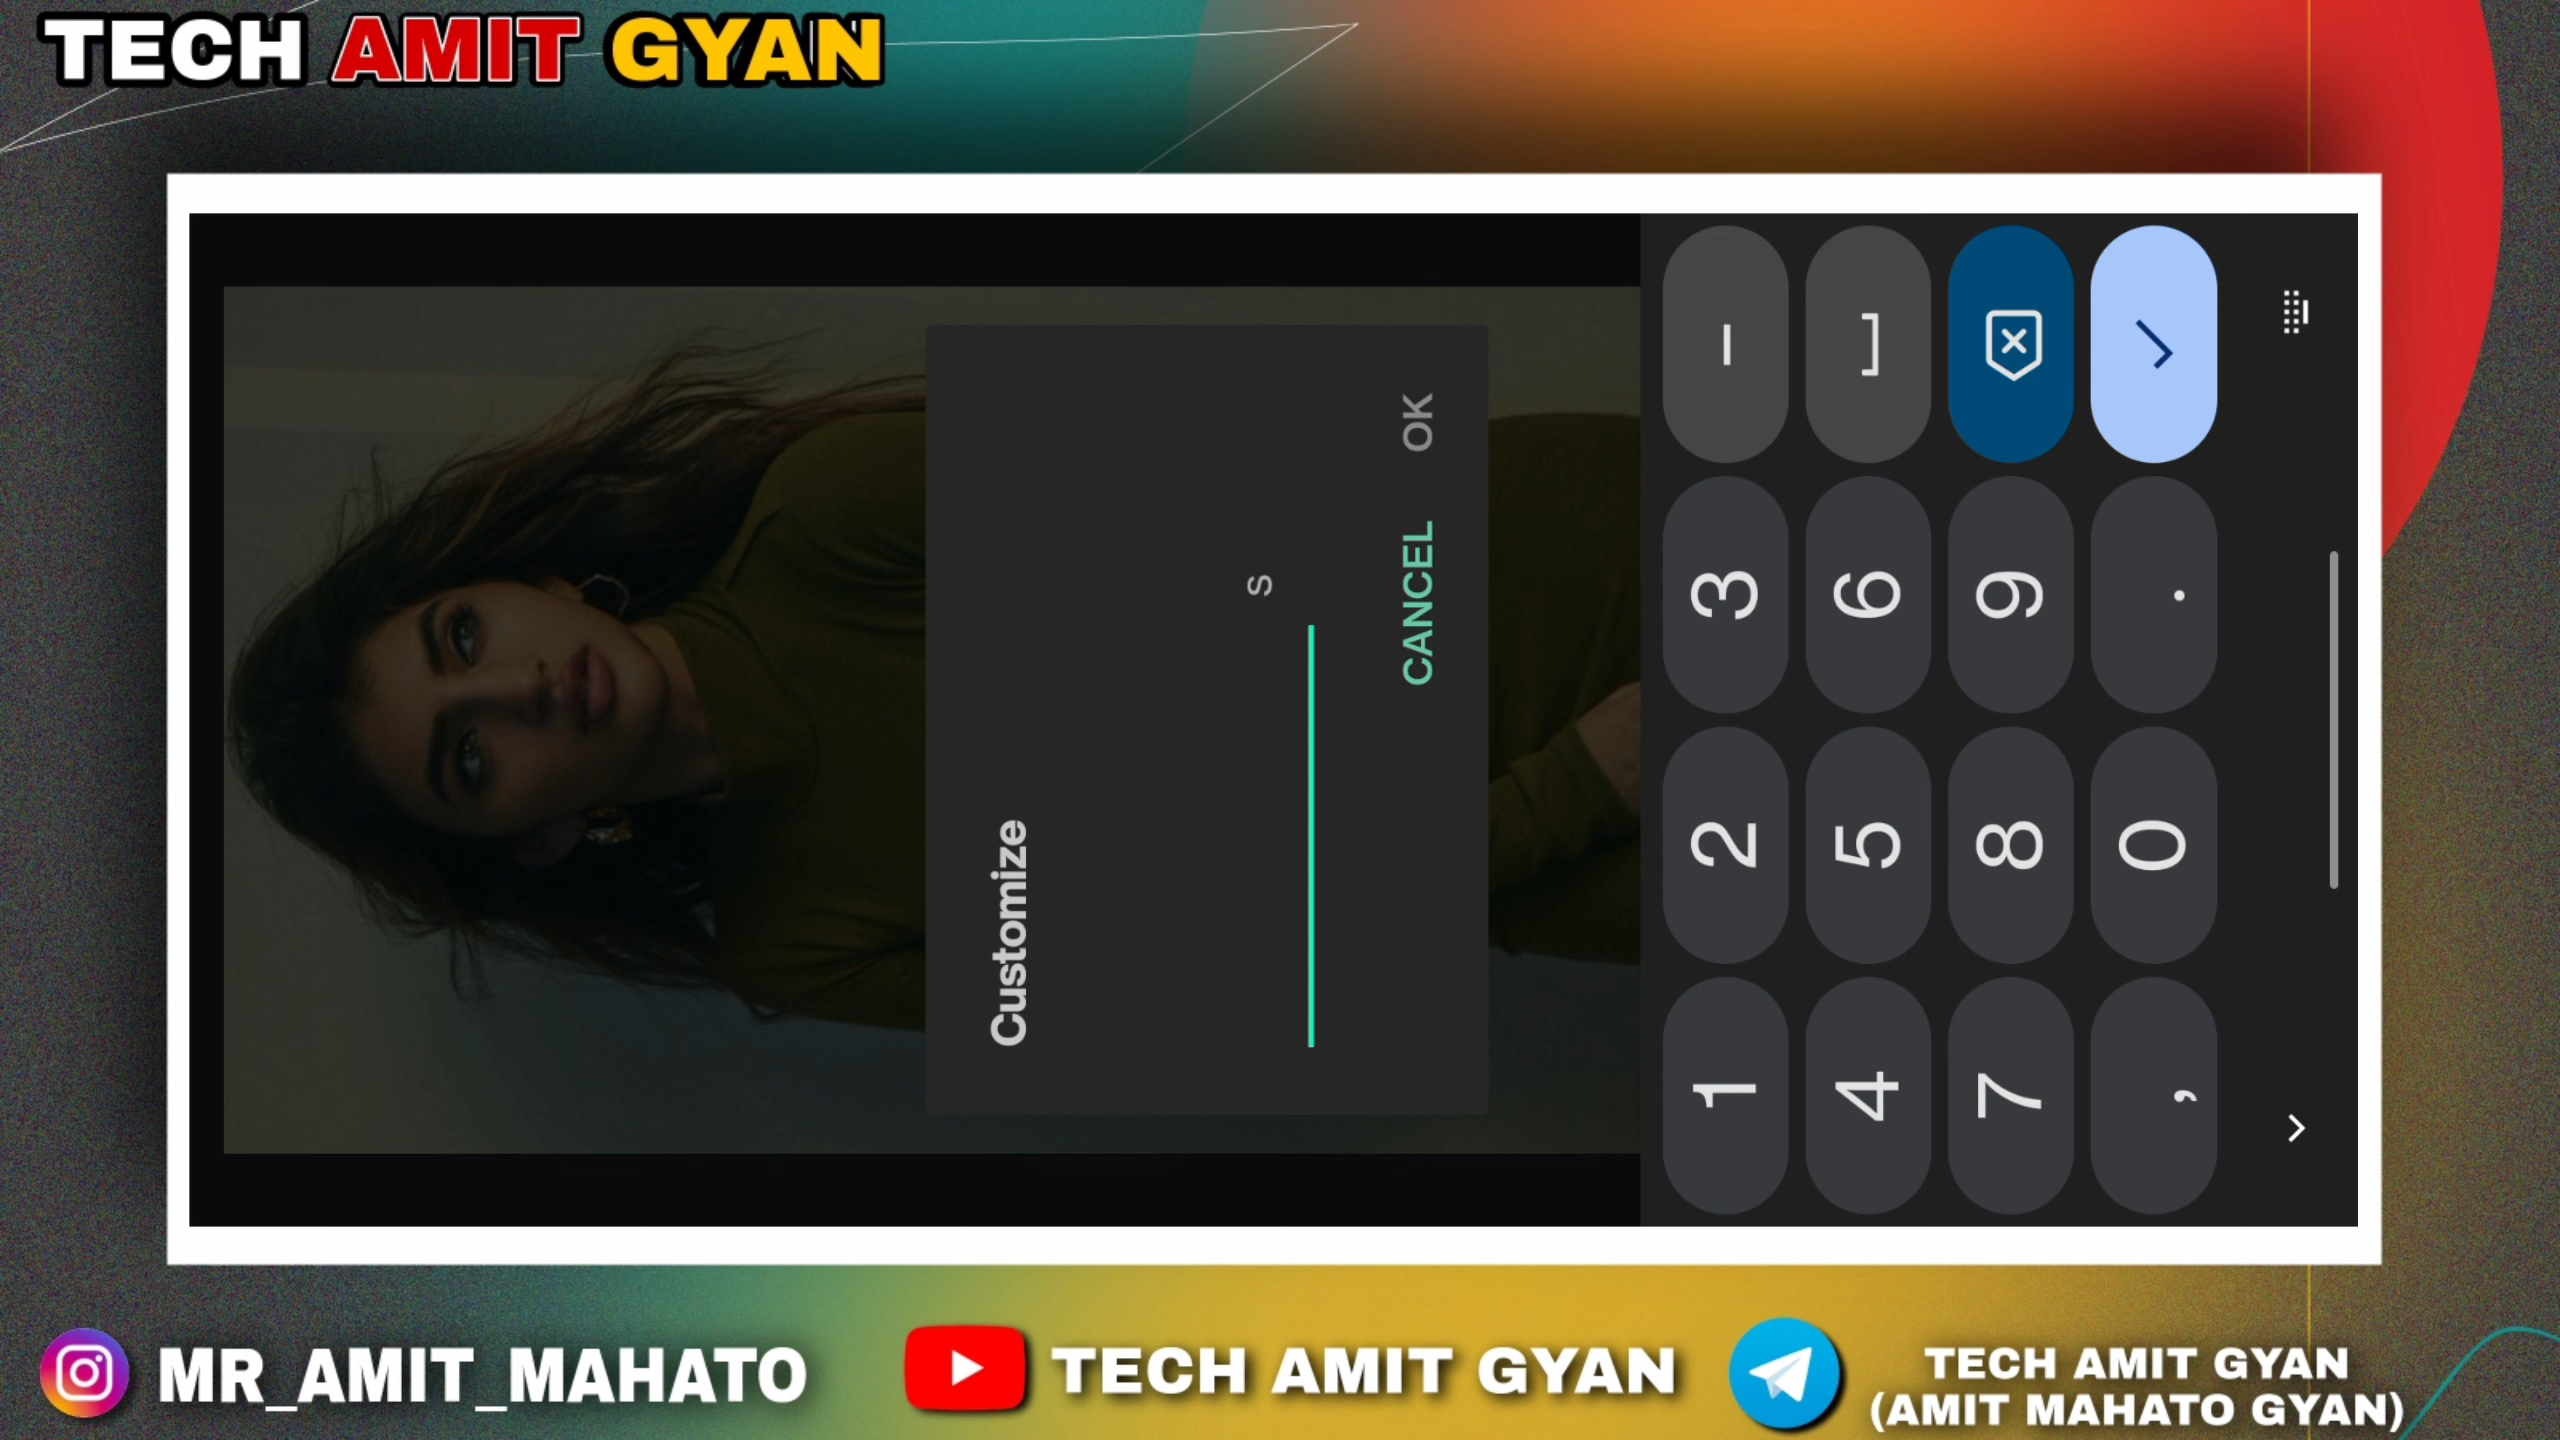 TECH AMIT GYAN
Customize
s
CANCEL OK
1 2 3 –
4 5 6 ⎵
7 8 9
, 0 .
MR_AMIT_MAHATO
TECH AMIT GYAN
TECH AMIT GYAN
(AMIT MAHATO GYAN)